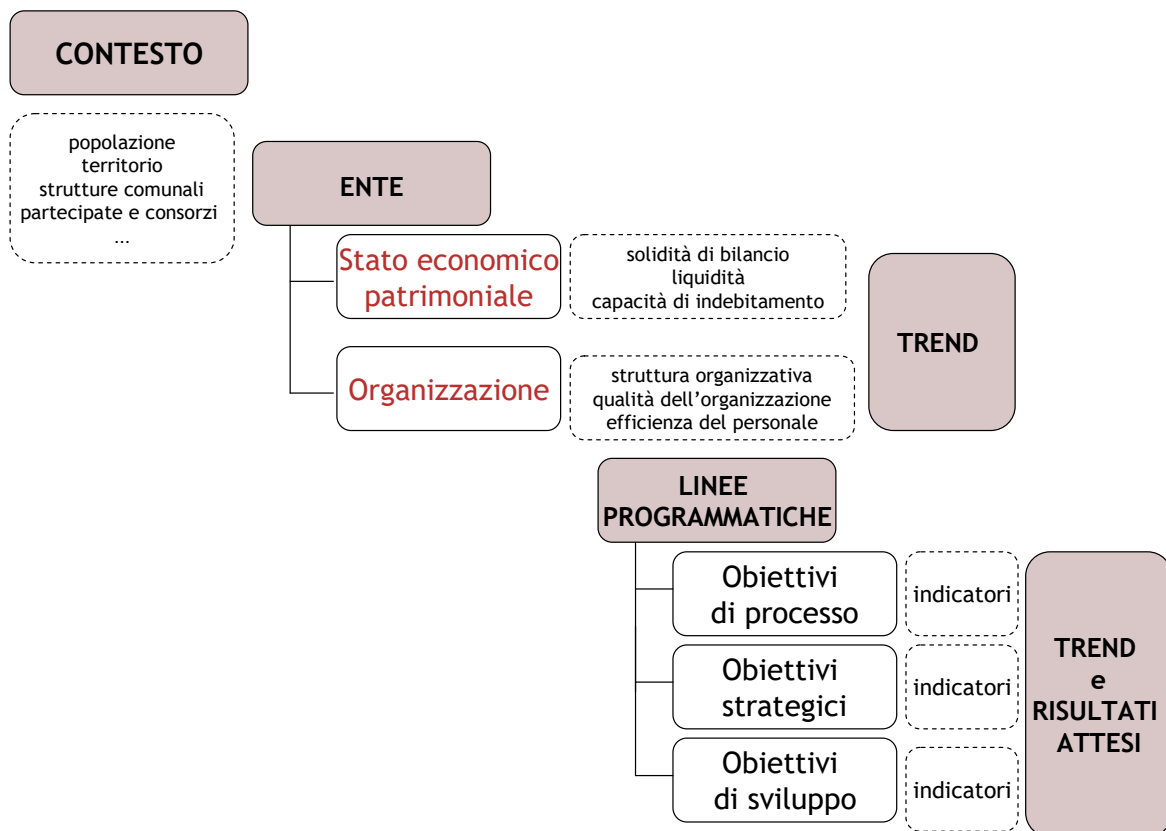 CONTESTO
popolazione
territorio
strutture comunali
partecipate e consorzi
...
ENTE
Stato economico
patrimoniale
solidità di bilancio
liquidità
capacità di indebitamento
TREND
Organizzazione
struttura organizzativa
qualità dell’organizzazione
efficienza del personale
LINEE
PROGRAMMATICHE
Obiettivi
di processo
indicatori
Obiettivi
strategici
indicatori
Obiettivi
di sviluppo
indicatori
TREND
e
RISULTATI
ATTESI